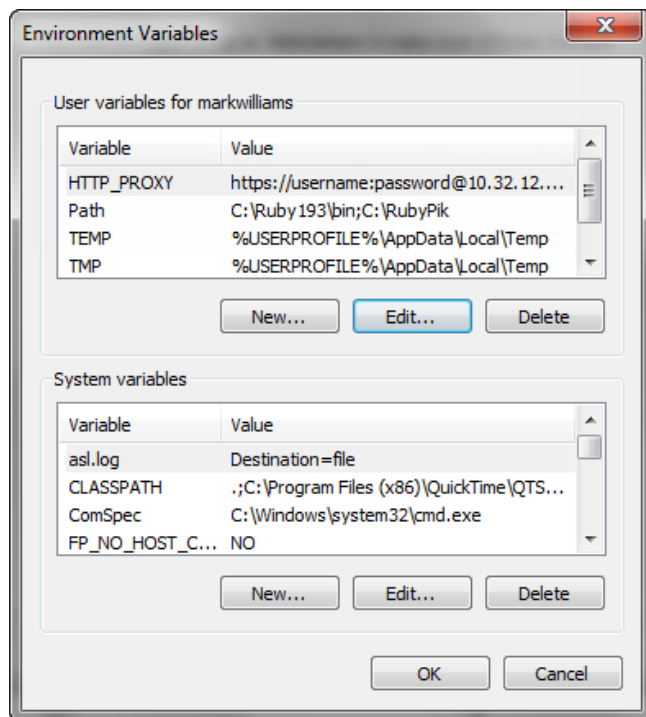 Environment Variables
User variables for markwilliams
Variable Value
HTTP_PROXY https://username:password@10.32.12....
Path C:\Ruby193\bin;C:\RubyPik
TEMP %USERPROFILE%\AppData\Local\Temp
TMP %USERPROFILE%\AppData\Local\Temp
New... Edit... Delete
System variables
Variable Value
asl.log Destination=file
CLASSPATH .;C:\Program Files (x86)\QuickTime\QTS...
ComSpec C:\Windows\system32\cmd.exe
FP_NO_HOST_C... NO
New... Edit... Delete
OK Cancel